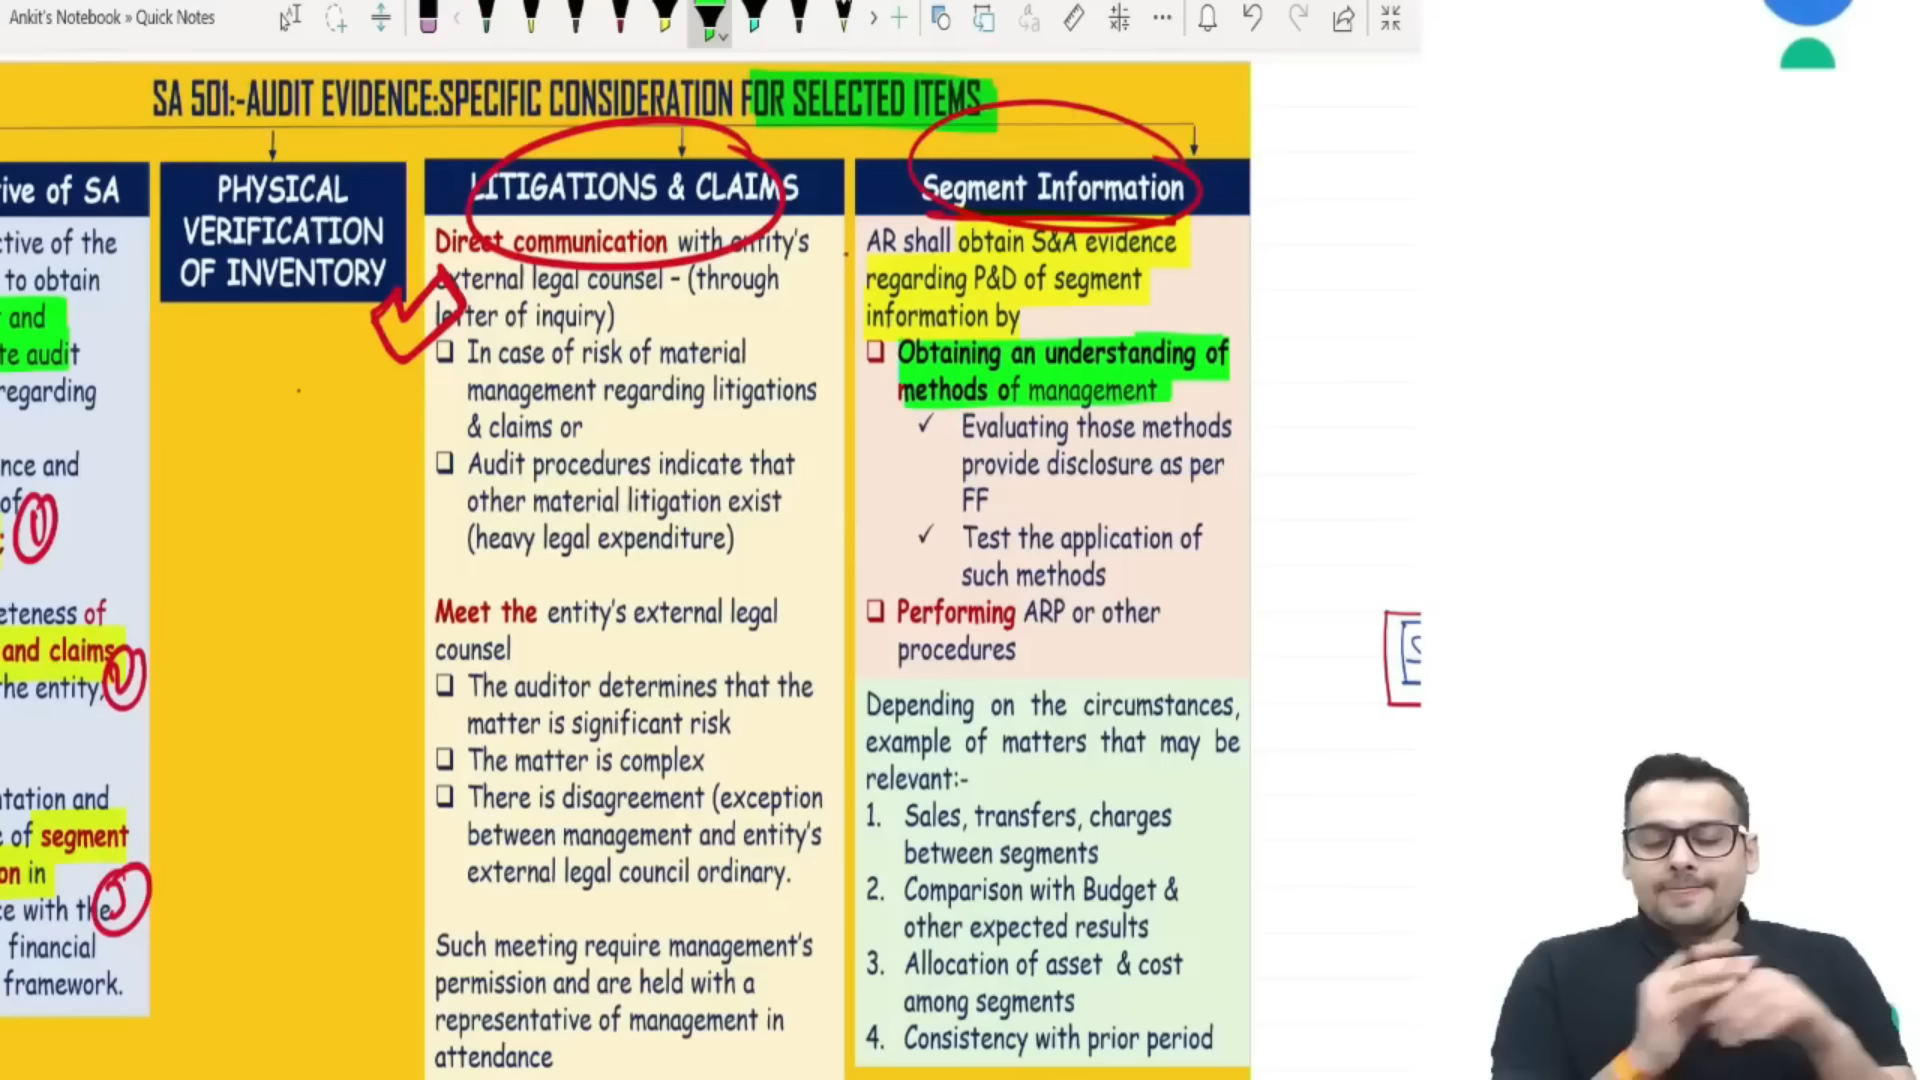 Ankit's Notebook » Quick Notes
SA 501:-AUDIT EVIDENCE:SPECIFIC CONSIDERATION FOR SELECTED ITEMS
ive of SA
ctive of the
to obtain
and
te audit
regarding
nce and
of
1
eteness of
and claims
the entity,
tation and
e of segment
on in
ce with the
financial
framework.
PHYSICAL
VERIFICATION
OF INVENTORY
LITIGATIONS & CLAIMS
Direct communication with entity's
external legal counsel – (through
letter of inquiry)
In case of risk of material
management regarding litigations
& claims or
Audit procedures indicate that
other material litigation exist
(heavy legal expenditure)
Meet the entity's external legal
counsel
The auditor determines that the
matter is significant risk
The matter is complex
There is disagreement (exception
between management and entity's
external legal council ordinary.
Such meeting require management's
permission and are held with a
representative of management in
attendance
Segment Information
AR shall obtain S&A evidence
regarding P&D of segment
information by
Obtaining an understanding of
methods of management
✓ Evaluating those methods
provide disclosure as per
FF
✓ Test the application of
such methods
Performing ARP or other
procedures
Depending on the circumstances,
example of matters that may be
relevant:-
1. Sales, transfers, charges
between segments
2. Comparison with Budget &
other expected results
3. Allocation of asset & cost
among segments
4. Consistency with prior period